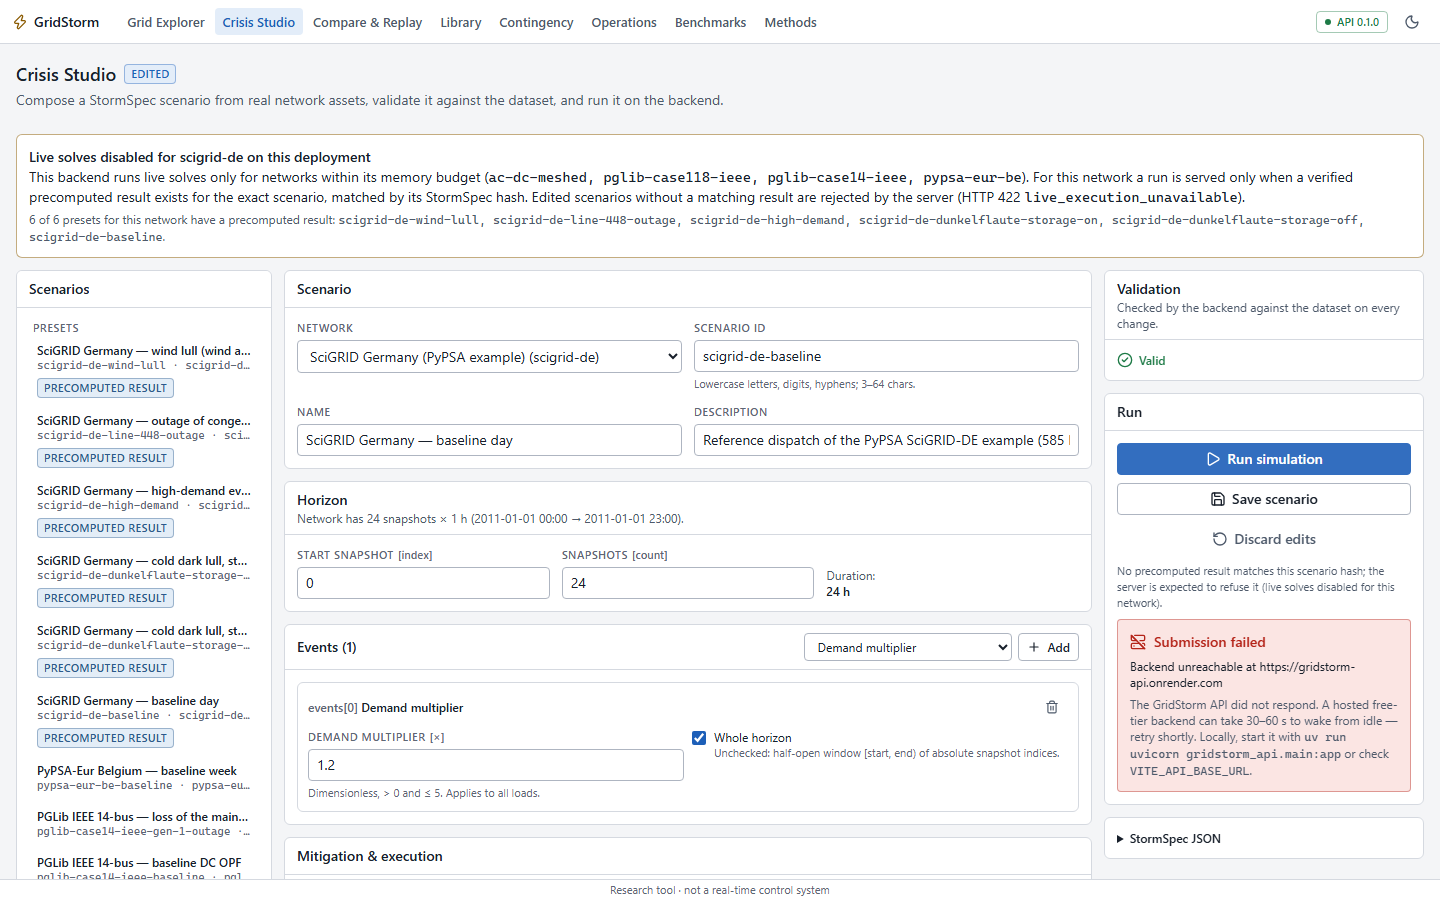 GridStorm
Grid Explorer
Crisis Studio
Compare & Replay
Library
Contingency
Operations
Benchmarks
Methods
API 0.1.0
Crisis Studio
EDITED
Compose a StormSpec scenario from real network assets, validate it against the dataset, and run it on the backend.
Live solves disabled for scigrid-de on this deployment
This backend runs live solves only for networks within its memory budget (ac-dc-meshed, pglib-case118-ieee, pglib-case14-ieee, pypsa-eur-be). For this network a run is served only when a verified
precomputed result exists for the exact scenario, matched by its StormSpec hash. Edited scenarios without a matching result are rejected by the server (HTTP 422 live_execution_unavailable).
6 of 6 presets for this network have a precomputed result: scigrid-de-wind-lull, scigrid-de-line-448-outage, scigrid-de-high-demand, scigrid-de-dunkelflaute-storage-on, scigrid-de-dunkelflaute-storage-off,
scigrid-de-baseline.
Scenarios
PRESETS
SciGRID Germany — wind lull (wind a...
scigrid-de-wind-lull · scigrid-d…
PRECOMPUTED RESULT
SciGRID Germany — outage of conge...
scigrid-de-line-448-outage · sci…
PRECOMPUTED RESULT
SciGRID Germany — high-demand ev...
scigrid-de-high-demand · scigrid…
PRECOMPUTED RESULT
SciGRID Germany — cold dark lull, st...
scigrid-de-dunkelflaute-storage-…
PRECOMPUTED RESULT
SciGRID Germany — cold dark lull, st...
scigrid-de-dunkelflaute-storage-…
PRECOMPUTED RESULT
SciGRID Germany — baseline day
scigrid-de-baseline · scigrid-de…
PRECOMPUTED RESULT
PyPSA-Eur Belgium — baseline week
pypsa-eur-be-baseline · pypsa-eu…
PGLib IEEE 14-bus — loss of the main...
pglib-case14-ieee-gen-1-outage ·…
PGLib IEEE 14-bus — baseline DC OPF
pglib-case14-ieee-baseline · pgl…
Scenario
NETWORK
SciGRID Germany (PyPSA example) (scigrid-de)
SCENARIO ID
scigrid-de-baseline
Lowercase letters, digits, hyphens; 3–64 chars.
NAME
SciGRID Germany — baseline day
DESCRIPTION
Reference dispatch of the PyPSA SciGRID-DE example (585
Horizon
Network has 24 snapshots × 1 h (2011-01-01 00:00 → 2011-01-01 23:00).
START SNAPSHOT [index]
0
SNAPSHOTS [count]
24
Duration:
24 h
Events (1)
Demand multiplier
Add
events[0] Demand multiplier
DEMAND MULTIPLIER [×]
1.2
Dimensionless, > 0 and ≤ 5. Applies to all loads.
Whole horizon
Unchecked: half-open window [start, end) of absolute snapshot indices.
Mitigation & execution
Validation
Checked by the backend against the dataset on every
change.
Valid
Run
Run simulation
Save scenario
Discard edits
No precomputed result matches this scenario hash; the
server is expected to refuse it (live solves disabled for this
network).
Submission failed
Backend unreachable at https://gridstorm-
api.onrender.com
The GridStorm API did not respond. A hosted free-
tier backend can take 30–60 s to wake from idle —
retry shortly. Locally, start it with uv run
uvicorn gridstorm_api.main:app or check
VITE_API_BASE_URL.
StormSpec JSON
Research tool · not a real-time control system